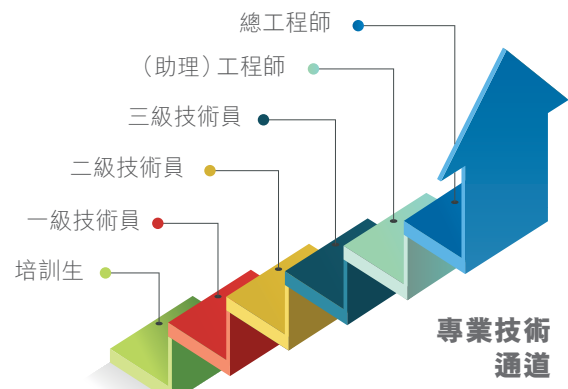 總工程師
（助理）工程師
三級技術員
二級技術員
一級技術員
培訓生
專業技術
通道